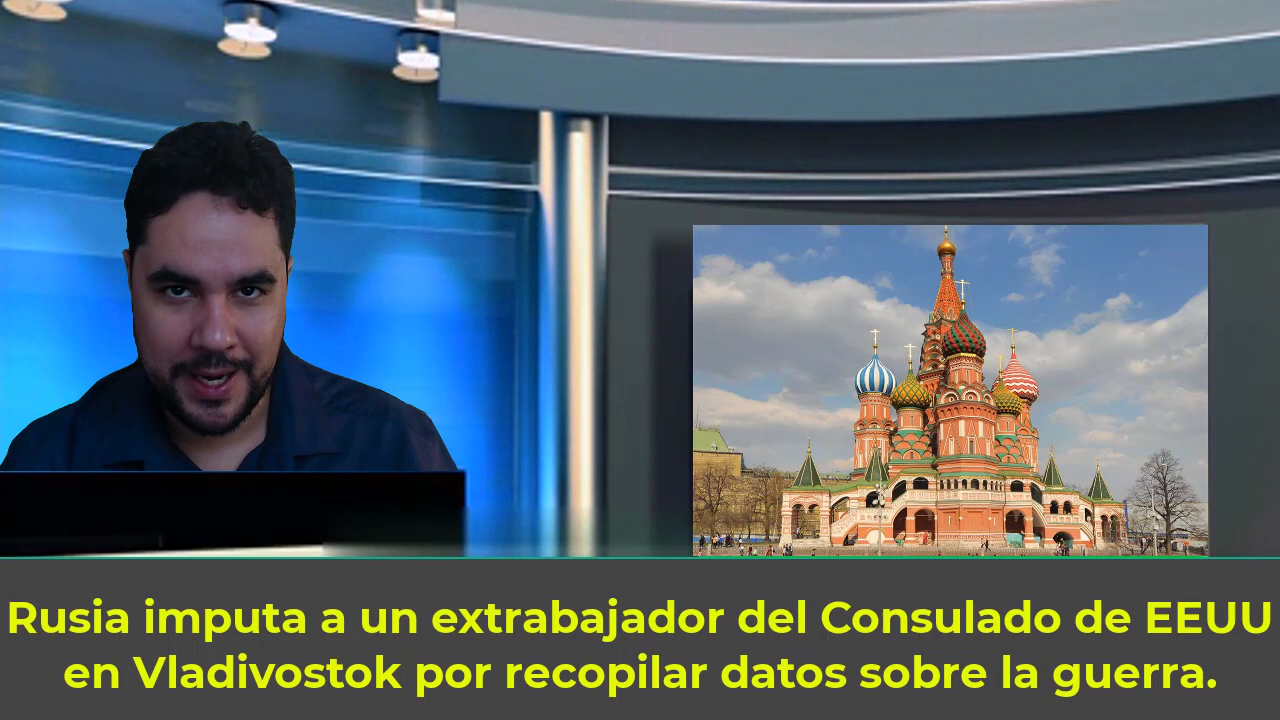 Rusia imputa a un extrabajador del Consulado de EEUU
en Vladivostok por recopilar datos sobre la guerra.